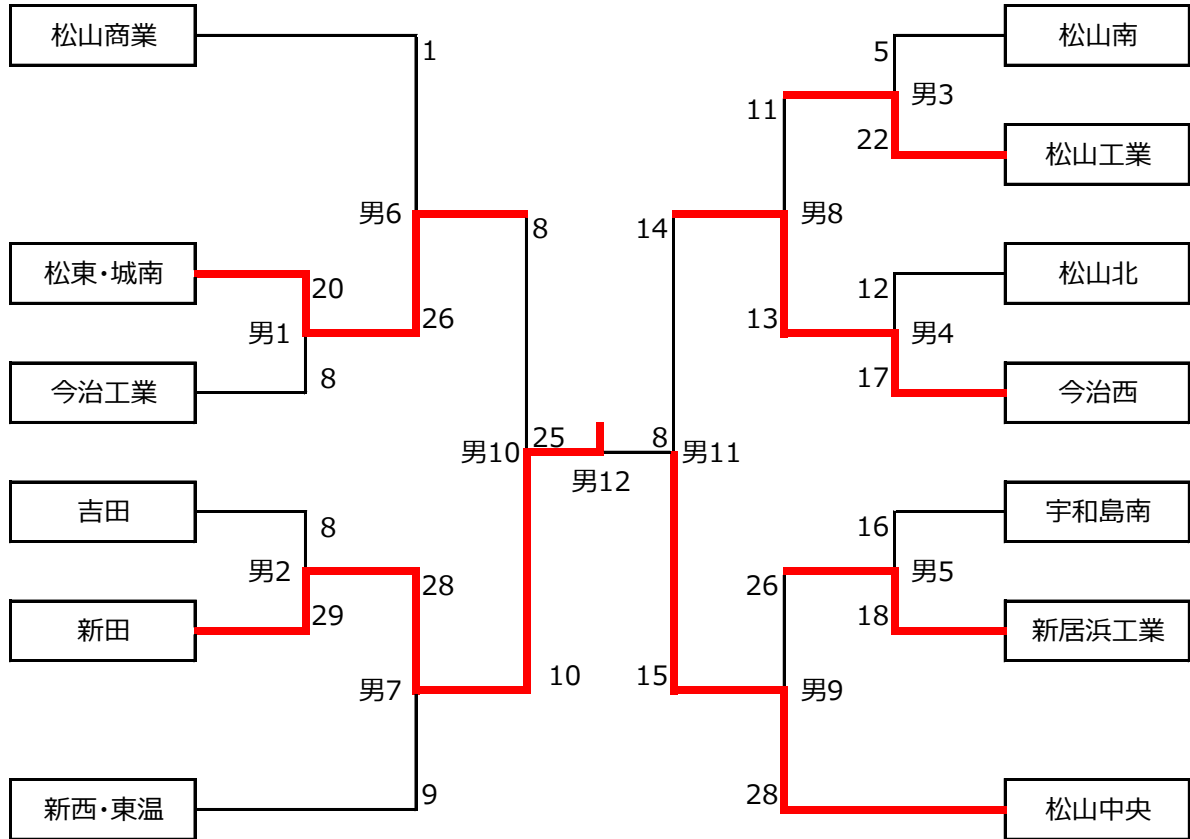 松山商業
1
5
松山南
11
男3
22
松山工業
男6
8
14
男8
松東・城南
20
26
12
松山北
男1
13
男4
今治工業
8
17
今治西
男10
25
8
男11
男12
吉田
8
16
宇和島南
男2
28
26
男5
新田
29
18
新居浜工業
男7
10
15
男9
新西・東温
9
28
松山中央